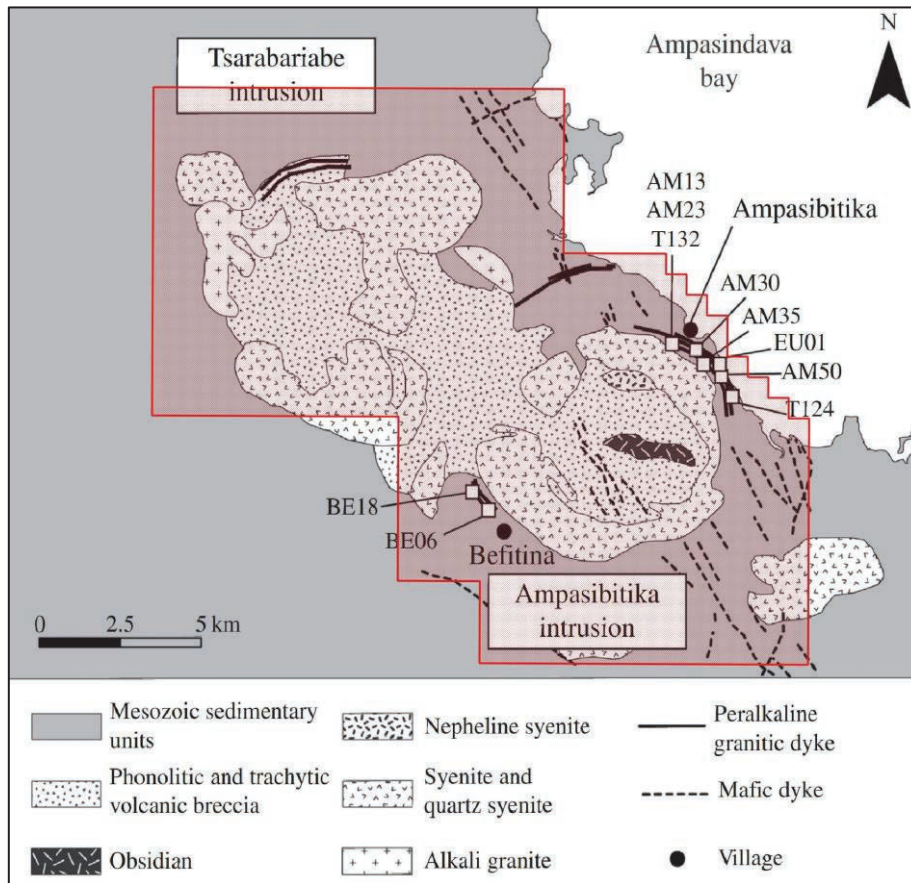 Tsarabariabe
intrusion
Ampasindava
bay
N
AM13
AM23
T132
Ampasibitika
AM30
AM35
EU01
AM50
T124
BE18
BE06
Befitina
Ampasibitika
intrusion
0 2.5 5 km
Mesozoic sedimentary
units
Nepheline syenite
Peralkaline
granitic dyke
Phonolitic and trachytic
volcanic breccia
Syenite and
quartz syenite
Mafic dyke
Obsidian
Alkali granite
Village